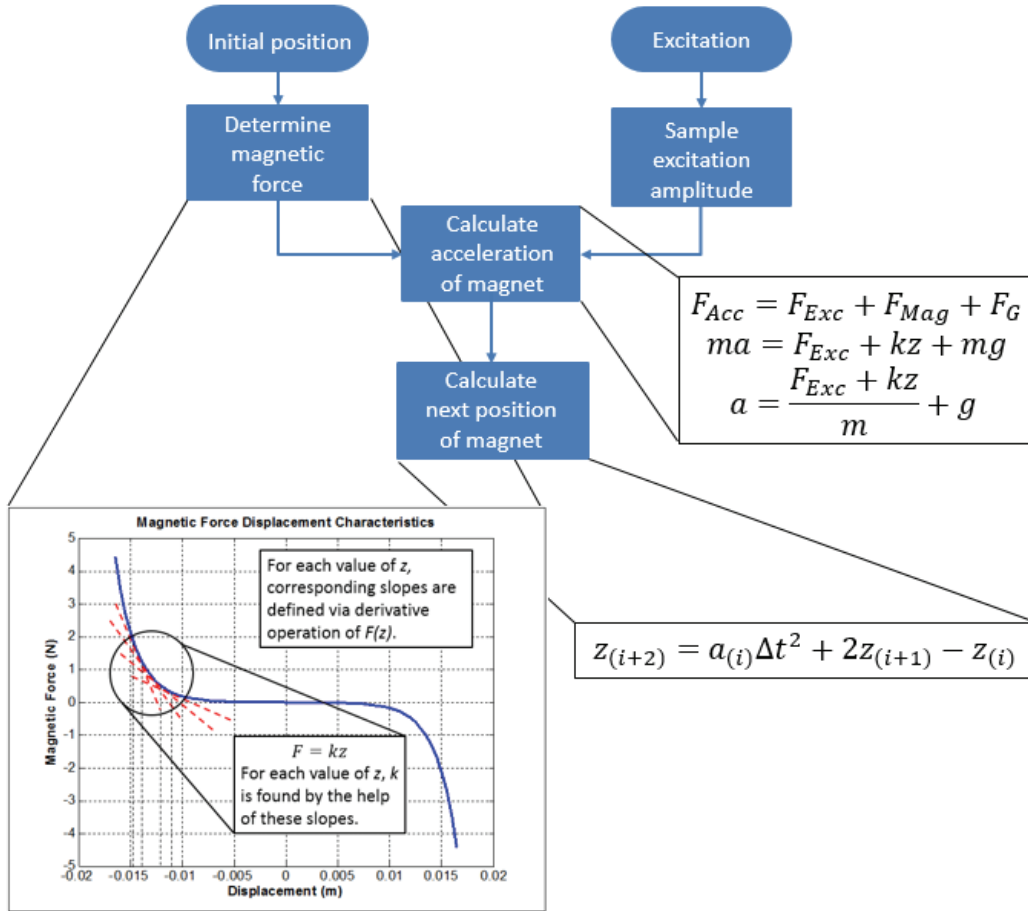 Initial position
Excitation
Determine
magnetic
force
Sample
excitation
amplitude
Calculate
acceleration
of magnet
F_{Acc} = F_{Exc} + F_{Mag} + F_G
ma = F_{Exc} + kz + mg
a = \frac{F_{Exc} + kz}{m} + g
Calculate
next position
of magnet
z_{(i+2)} = a_{(i)}Δt^2 + 2z_{(i+1)} − z_{(i)}
Magnetic Force Displacement Characteristics
For each value of z,
corresponding slopes are
defined via derivative
operation of F(z).
F = kz
For each value of z, k
is found by the help
of these slopes.
Magnetic Force (N)
5
4
3
2
1
0
-1
-2
-3
-4
-5
-0.02 -0.015 -0.01 -0.005 0 0.005 0.01 0.015 0.02
Displacement (m)